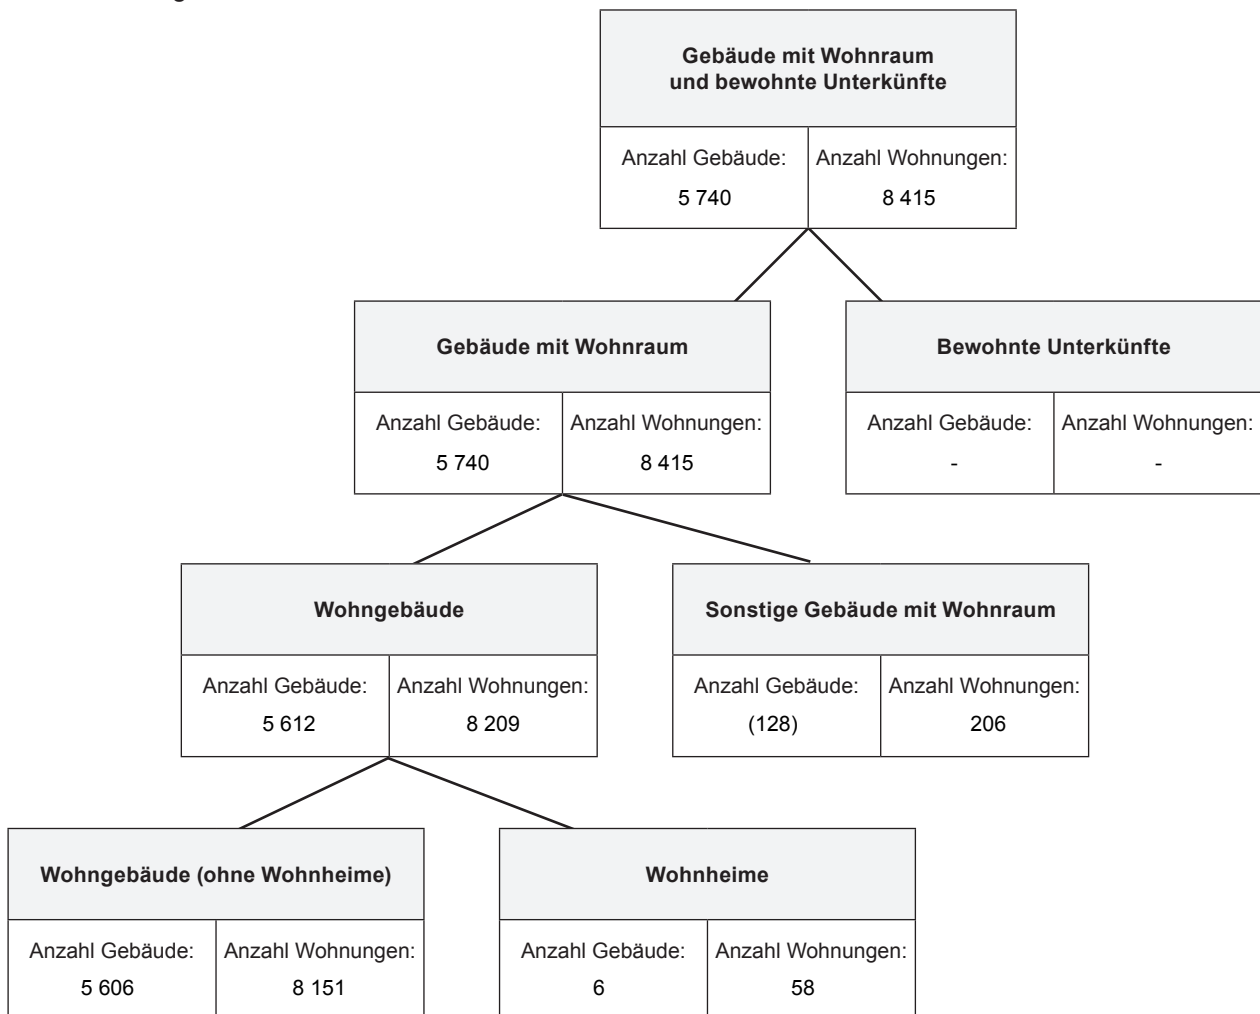 Gebäude mit Wohnraum
und bewohnte Unterkünfte
Anzahl Gebäude: Anzahl Wohnungen:
5 740 8 415
Gebäude mit Wohnraum
Anzahl Gebäude: Anzahl Wohnungen:
5 740 8 415
Bewohnte Unterkünfte
Anzahl Gebäude: Anzahl Wohnungen:
- -
Wohngebäude
Anzahl Gebäude: Anzahl Wohnungen:
5 612 8 209
Sonstige Gebäude mit Wohnraum
Anzahl Gebäude: Anzahl Wohnungen:
(128) 206
Wohngebäude (ohne Wohnheime)
Anzahl Gebäude: Anzahl Wohnungen:
5 606 8 151
Wohnheime
Anzahl Gebäude: Anzahl Wohnungen:
6 58